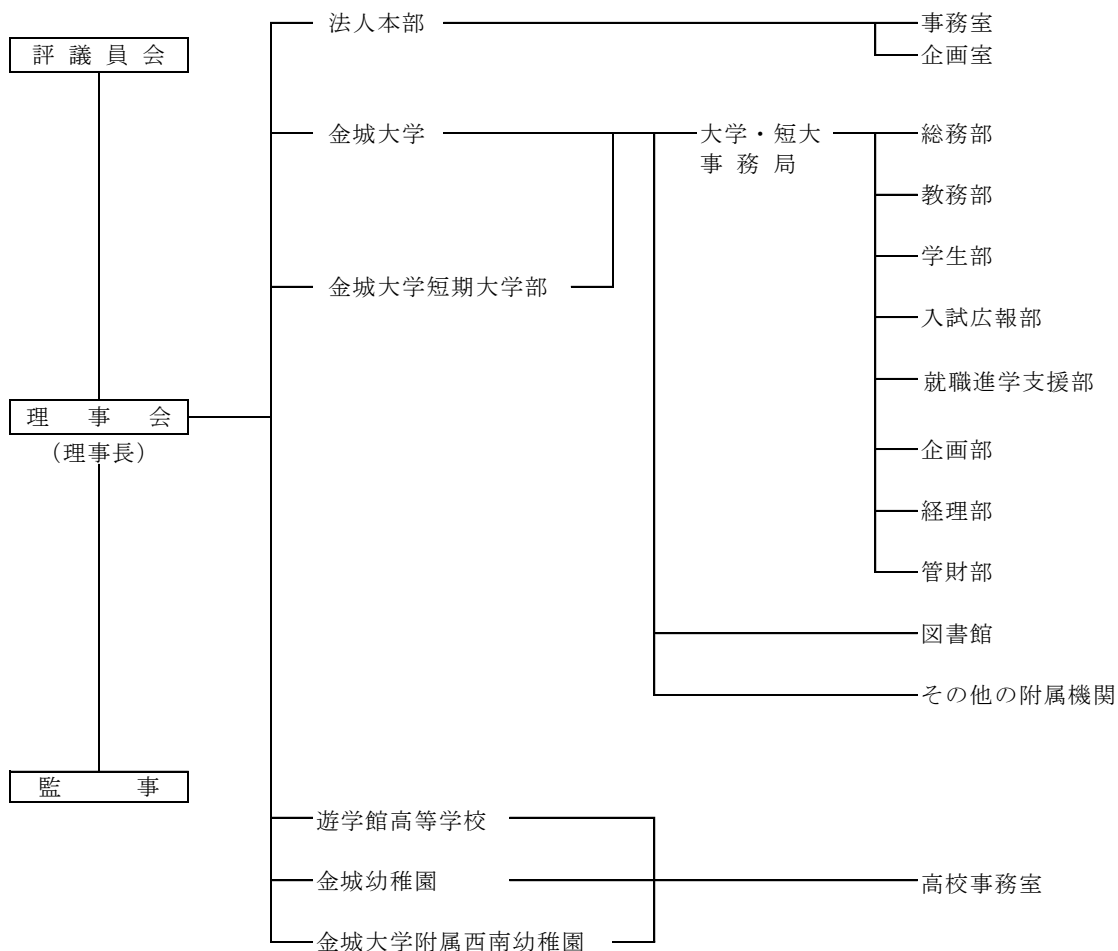 評議員会
理事会
（理事長）
監事
法人本部
事務室
企画室
金城大学
金城大学短期大学部
大学・短大
事務局
総務部
教務部
学生部
入試広報部
就職進学支援部
企画部
経理部
管財部
図書館
その他の附属機関
遊学館高等学校
金城幼稚園
金城大学附属西南幼稚園
高校事務室